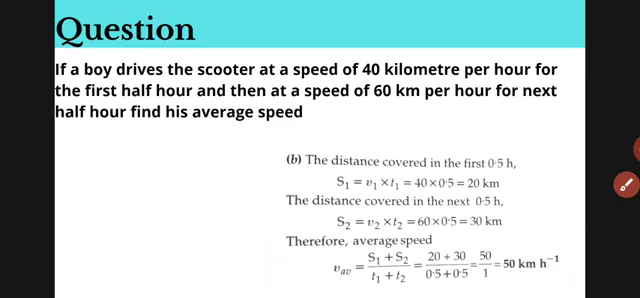 Question
If a boy drives the scooter at a speed of 40 kilometre per hour for
the first half hour and then at a speed of 60 km per hour for next
half hour find his average speed
(b) The distance covered in the first 0·5 h,
S₁ = v₁ × t₁ = 40 × 0·5 = 20 km
The distance covered in the next 0·5 h,
S₂ = v₂ × t₂ = 60 × 0·5 = 30 km
Therefore, average speed
v_av = (S₁ + S₂)/(t₁ + t₂) = (20 + 30)/(0·5 + 0·5) = 50/1 = 50 km h⁻¹